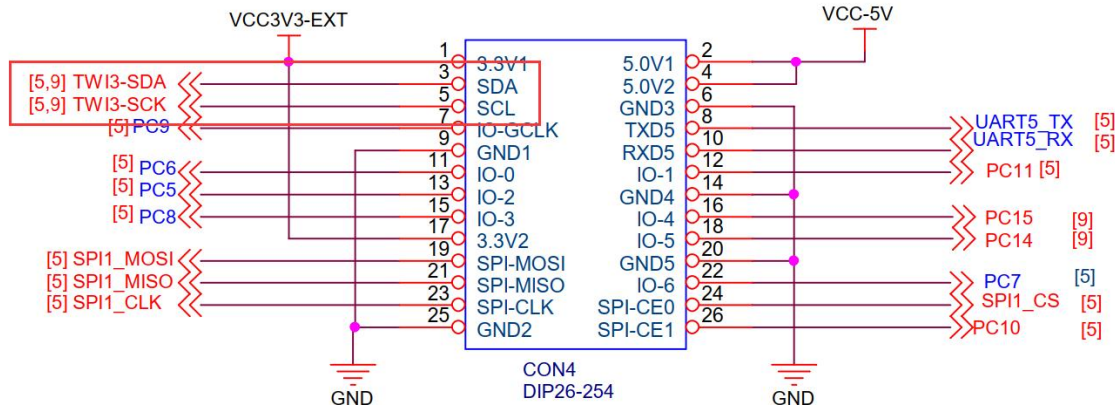 VCC3V3-EXT VCC-5V
1 3.3V1 5.0V1 2
[5,9] TWI3-SDA 3 SDA 5.0V2 4
[5,9] TWI3-SCK 5 SCL GND3 6
[5] PC9 7 IO-GCLK TXD5 8 UART5_TX [5]
9 GND1 RXD5 10 UART5_RX [5]
[5] PC6 11 IO-0 IO-1 12 PC11 [5]
[5] PC5 13 IO-2 GND4 14
[5] PC8 15 IO-3 IO-4 16 PC15 [9]
17 3.3V2 IO-5 18 PC14 [9]
[5] SPI1_MOSI 19 SPI-MOSI GND5 20
[5] SPI1_MISO 21 SPI-MISO IO-6 22 PC7 [5]
[5] SPI1_CLK 23 SPI-CLK SPI-CE0 24 SPI1_CS [5]
25 GND2 SPI-CE1 26 PC10 [5]
CON4
DIP26-254
GND GND